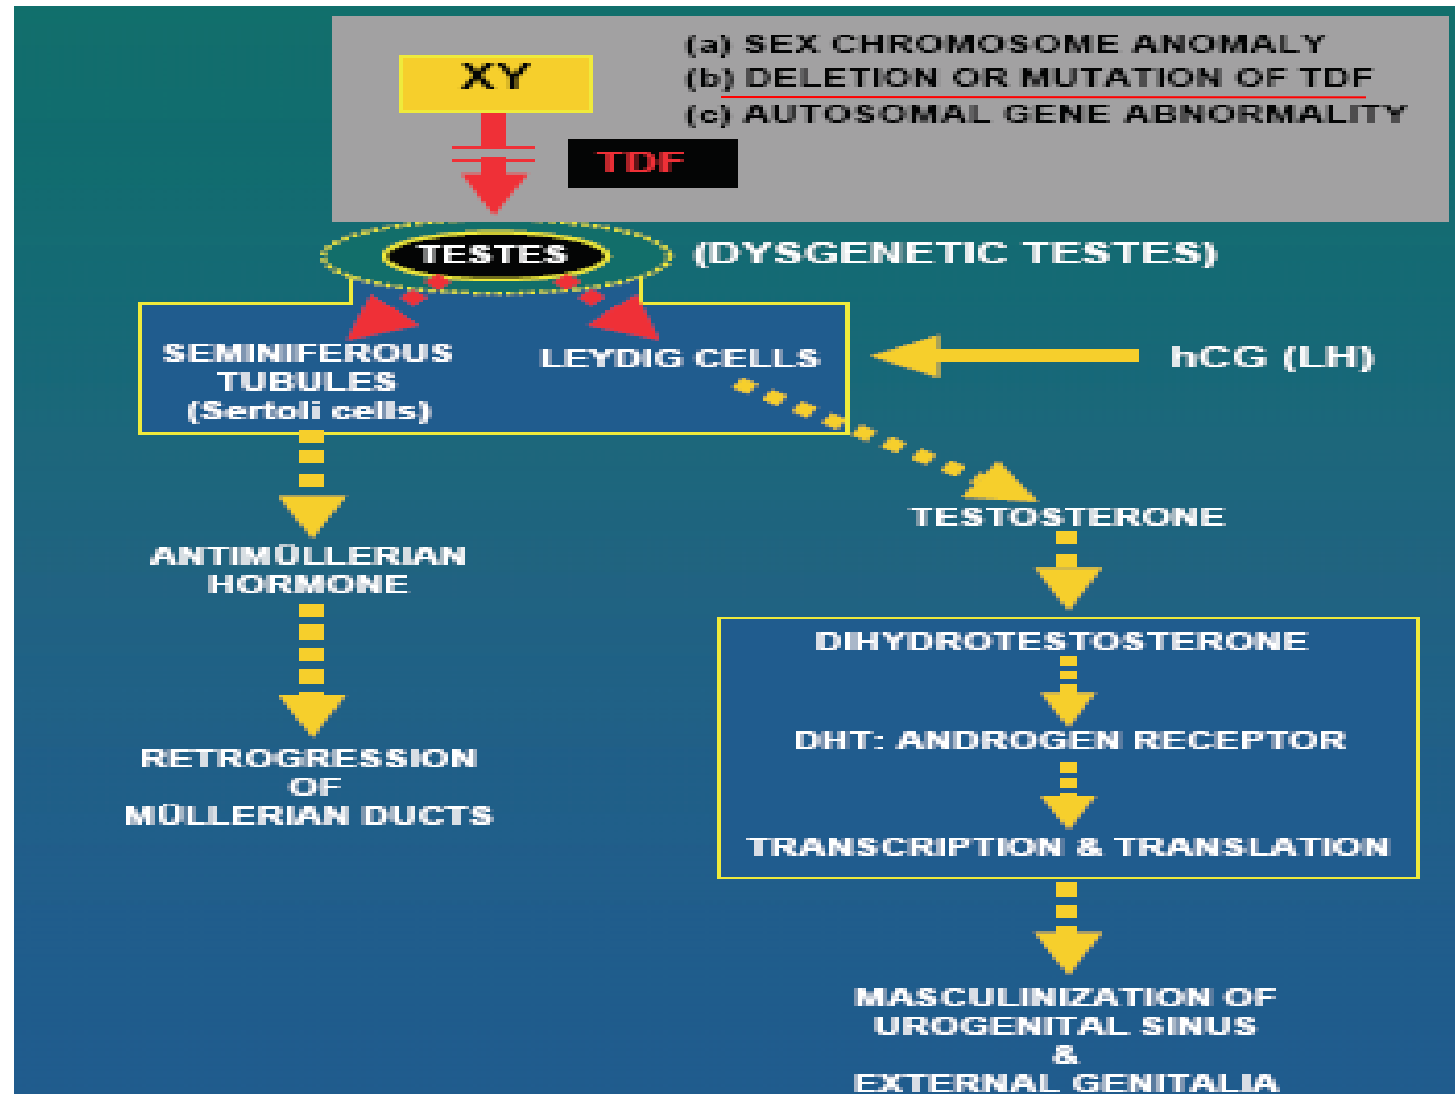 XY
(a) SEX CHROMOSOME ANOMALY
(b) DELETION OR MUTATION OF TDF
(c) AUTOSOMAL GENE ABNORMALITY
TDF
TESTES
(DYSGENETIC TESTES)
SEMINIFEROUS
TUBULES
(Sertoli cells)
LEYDIG CELLS
hCG (LH)
TESTOSTERONE
ANTIMÜLLERIAN
HORMONE
DIHYDROTESTOSTERONE
DHT: ANDROGEN RECEPTOR
TRANSCRIPTION & TRANSLATION
RETROGRESSION
OF
MÜLLERIAN DUCTS
MASCULINIZATION OF
UROGENITAL SINUS
&
EXTERNAL GENITALIA